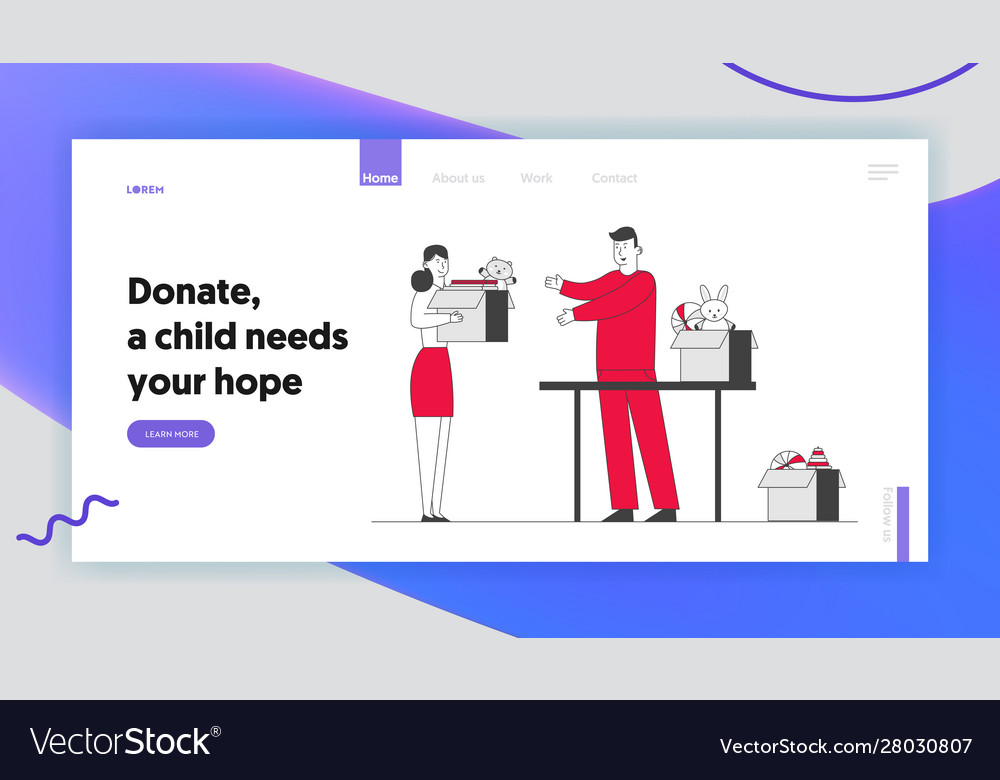 LOREM
Home About us Work Contact
Donate,
a child needs
your hope
LEARN MORE
Follow us
VectorStock®
VectorStock.com/28030807